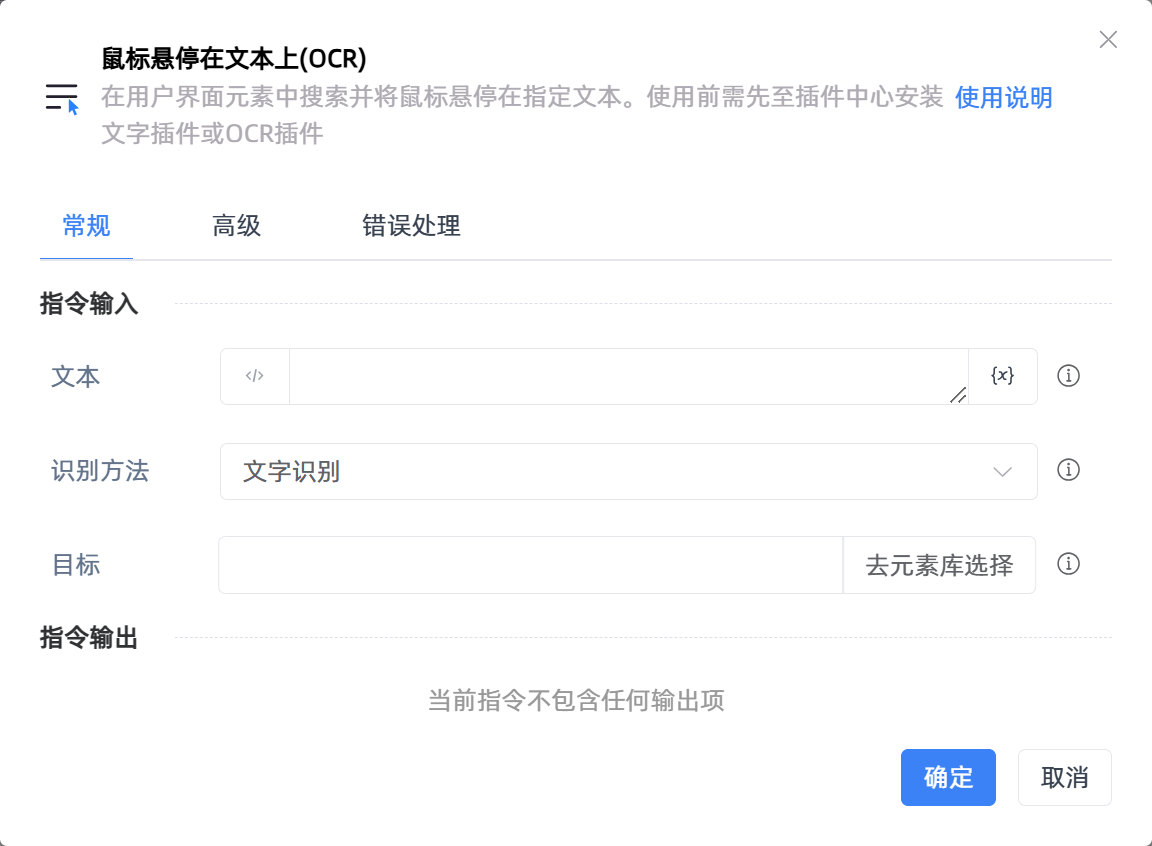 鼠标悬停在文本上(OCR)
在用户界面元素中搜索并将鼠标悬停在指定文本。使用前需先至插件中心安装 使用说明
文字插件或OCR插件
常规 高级 错误处理
指令输入
文本 </> {x}
识别方法 文字识别
目标 去元素库选择
指令输出
当前指令不包含任何输出项
确定 取消